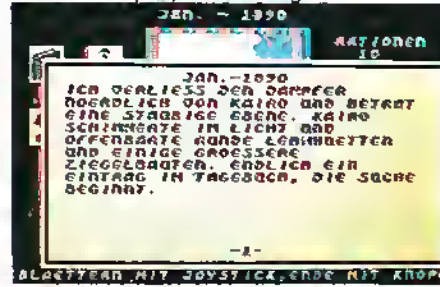 JAN. - 1890
AKTIONEN
10
?
JAN.-1890
ICH VERLIESS DEN DAMPFER
NOERDLICH VON KAIRO UND BETRAT
EINE STAUBIGE EBENE. KAIRO
SCHIMMERTE IM LICHT UND
OFFENBARTE RUNDE LEHMHUETTEN
UND EINIGE GROESSERE
ZIEGELBAUTEN. ENDLICH EIN
EINTRAG IM TAGEBUCH, DIE SUCHE
BEGINNT.
BLAETTERN MIT JOYSTICK,ENDE MIT KNOPF